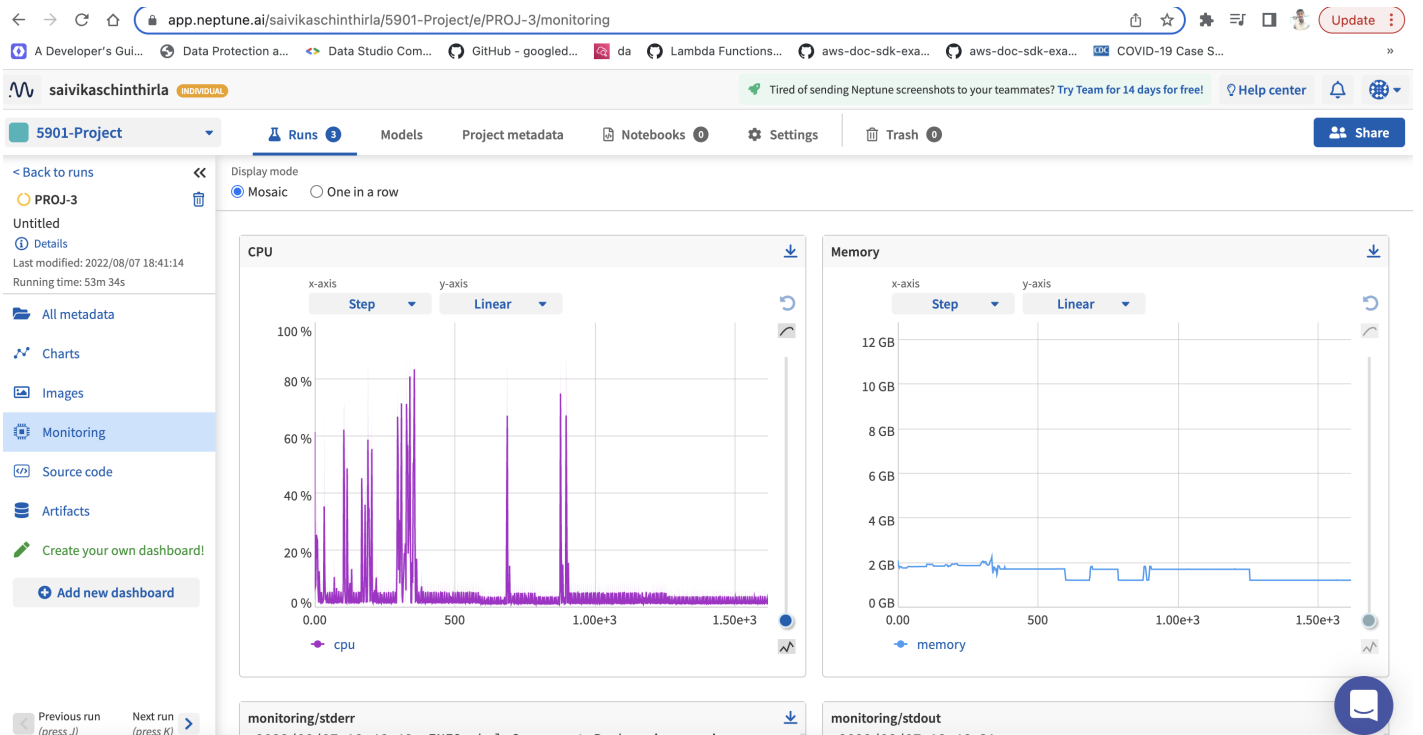 app.neptune.ai/saivikaschinthirla/5901-Project/e/PROJ-3/monitoring
Update
A Developer's Gui...
Data Protection a...
Data Studio Com...
GitHub - googled...
da
Lambda Functions...
aws-doc-sdk-exa...
aws-doc-sdk-exa...
CDC
COVID-19 Case S...
»
saivikaschinthirla
INDIVIDUAL
Tired of sending Neptune screenshots to your teammates? Try Team for 14 days for free!
Help center
5901-Project
Runs 3
Models
Project metadata
Notebooks 0
Settings
Trash 0
Share
< Back to runs
PROJ-3
Untitled
Details
Last modified: 2022/08/07 18:41:14
Running time: 53m 34s
All metadata
Charts
Images
Monitoring
Source code
Artifacts
Create your own dashboard!
Add new dashboard
Previous run
(press J)
Next run
(press K)
Display mode
Mosaic
One in a row
CPU
x-axis
y-axis
Step
Linear
100 %
80 %
60 %
40 %
20 %
0 %
0.00
500
1.00e+3
1.50e+3
cpu
Memory
x-axis
y-axis
Step
Linear
12 GB
10 GB
8 GB
6 GB
4 GB
2 GB
0 GB
0.00
500
1.00e+3
1.50e+3
memory
monitoring/stderr
monitoring/stdout